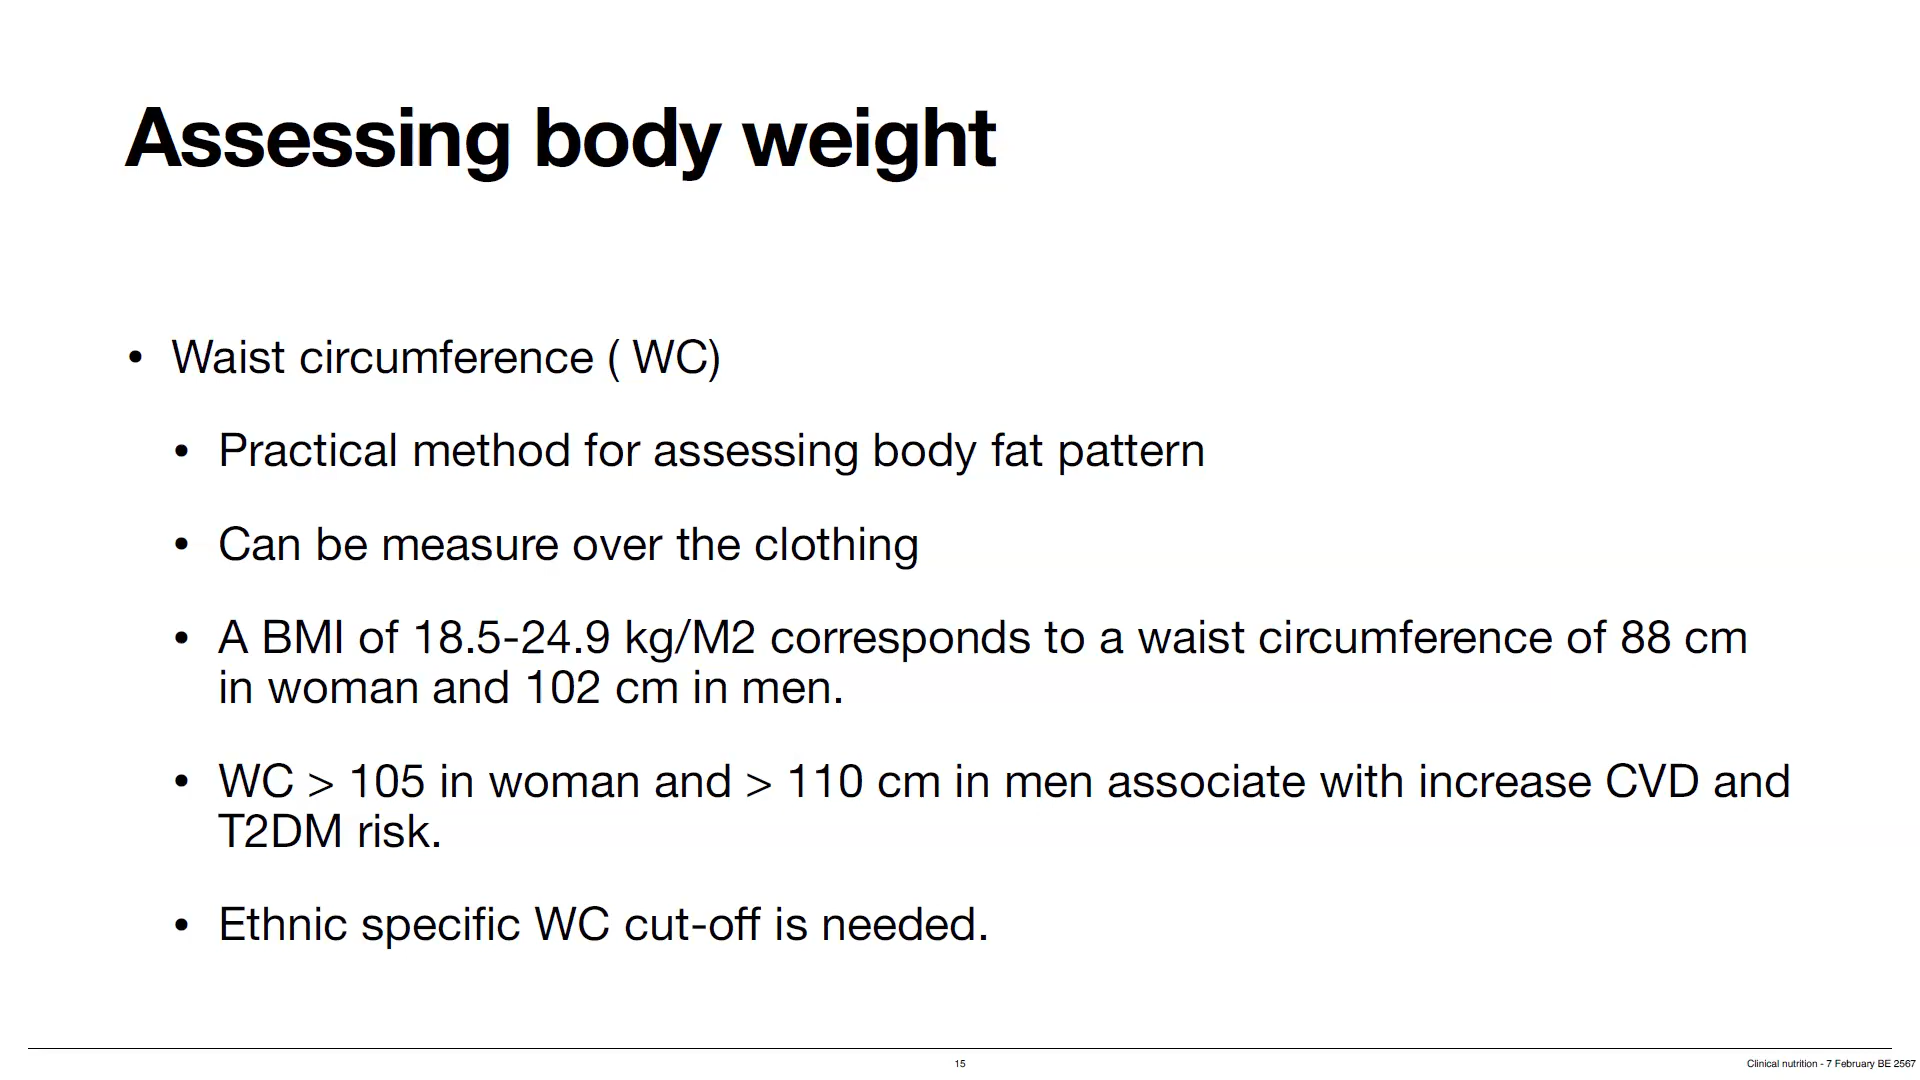 Assessing body weight
• Waist circumference ( WC)
• Practical method for assessing body fat pattern
• Can be measure over the clothing
• A BMI of 18.5-24.9 kg/M2 corresponds to a waist circumference of 88 cm
in woman and 102 cm in men.
• WC > 105 in woman and > 110 cm in men associate with increase CVD and
T2DM risk.
• Ethnic specific WC cut-off is needed.
15
Clinical nutrition - 7 February BE 2567